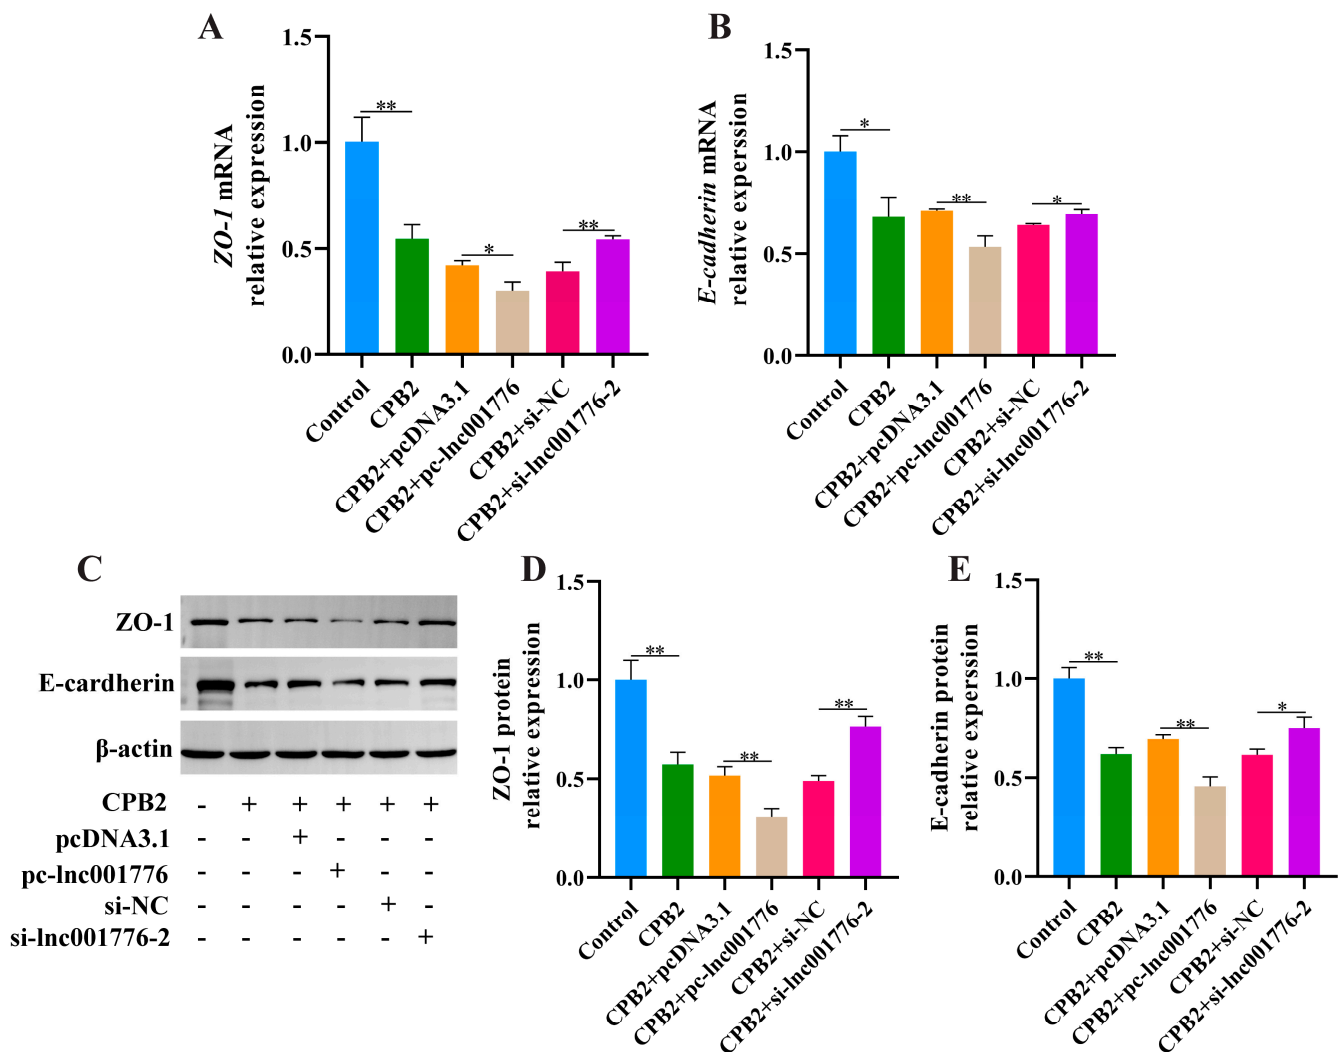 A
ZO-1 mRNA
relative expression
1.5
1.0
0.5
0.0
**
*
**
Control
CPB2
CPB2+pcDNA3.1
CPB2+pc-lnc001776
CPB2+si-NC
CPB2+si-lnc001776-2
B
E-cadherin mRNA
relative experssion
1.5
1.0
0.5
0.0
*
**
*
Control
CPB2
CPB2+pcDNA3.1
CPB2+pc-lnc001776
CPB2+si-NC
CPB2+si-lnc001776-2
C
ZO-1
E-cardherin
β-actin
CPB2 - + + + + +
pcDNA3.1 - - + - - -
pc-lnc001776 - - - + - -
si-NC - - - - + -
si-lnc001776-2 - - - - - +
D
ZO-1 protein
relative expression
1.5
1.0
0.5
0.0
**
**
**
Control
CPB2
CPB2+pcDNA3.1
CPB2+pc-lnc001776
CPB2+si-NC
CPB2+si-lnc001776-2
E
E-cadherin protein
relative experssion
1.5
1.0
0.5
0.0
**
**
*
Control
CPB2
CPB2+pcDNA3.1
CPB2+pc-lnc001776
CPB2+si-NC
CPB2+si-lnc001776-2